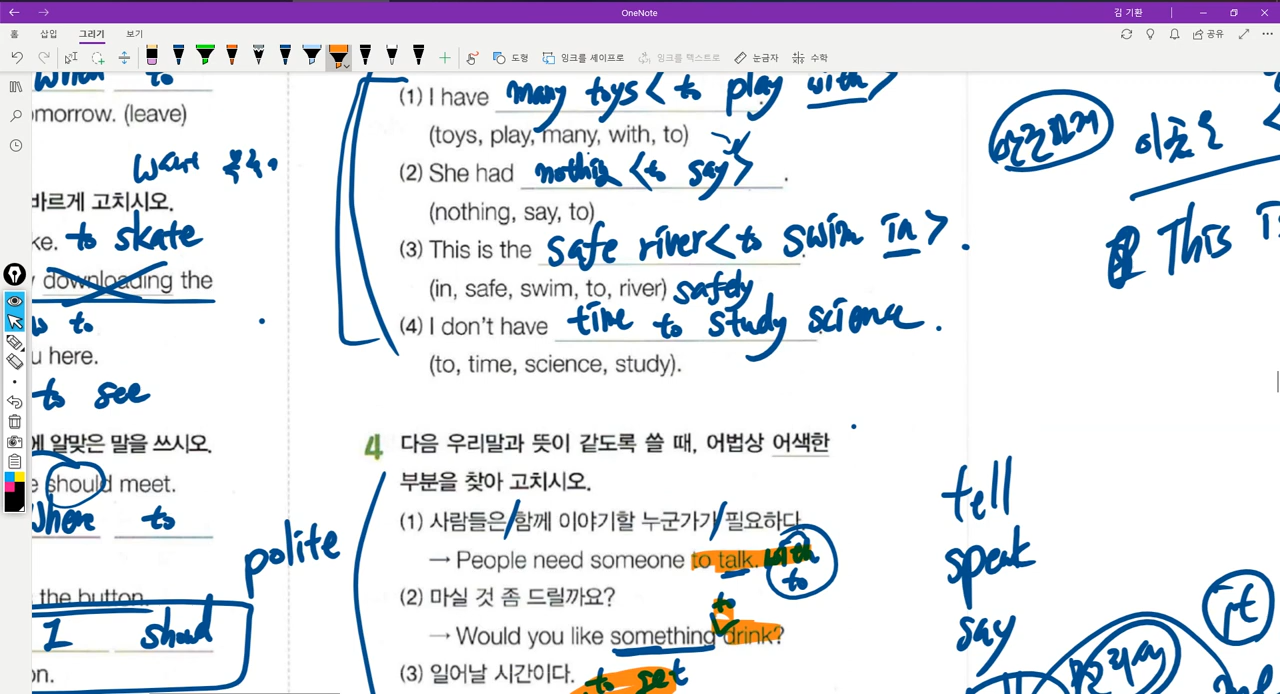 OneNote
김 기환
홈 삽입 그리기 보기
공유
도형 잉크를 셰이프로 잉크를 텍스트로 눈금자 수학
when to
omorrow. (leave)
want
바르게 고치시오.
ke. to skate
downloading the
to
u here.
to see
에 알맞은 말을 쓰시오.
e should meet.
Where to
polite
the button.
I should
on.
(1) I have many toys < to play with >
(toys, play, many, with, to)
(2) She had nothing < to say > .
(nothing, say, to)
(3) This is the safe river < to swim in > .
(in, safe, swim, to, river) safely
(4) I don't have time to study science .
(to, time, science, study).
4 다음 우리말과 뜻이 같도록 쓸 때, 어법상 어색한
부분을 찾아 고치시오.
(1) 사람들은 / 함께 이야기할 누군가가 / 필요하다
→ People need someone to talk. with
to
(2) 마실 것 좀 드릴까요?
to
→ Would you like something drink?
(3) 일어날 시간이다.
to get
이것은
This is
tell
speak
say
it